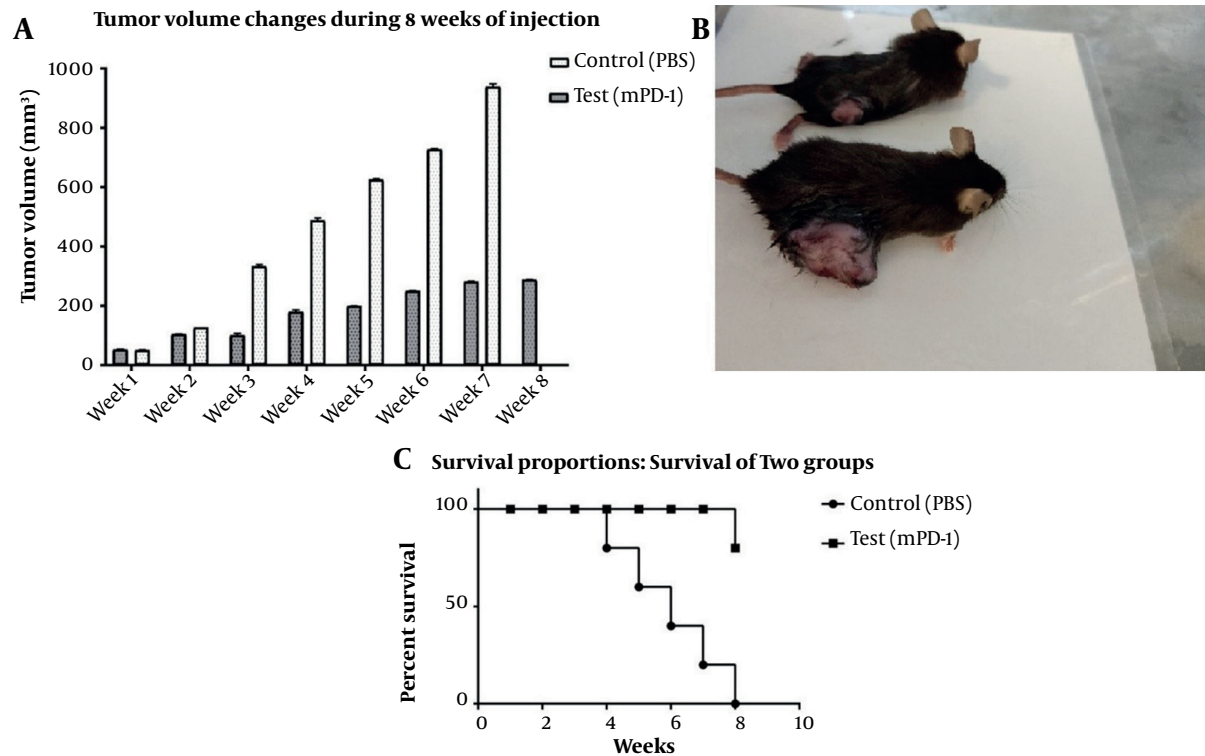 A
Tumor volume changes during 8 weeks of injection
Control (PBS)
Test (mPD-1)
Tumor volume (mm³)
1000
800
600
400
200
0
Week 1
Week 2
Week 3
Week 4
Week 5
Week 6
Week 7
Week 8
B
C
Survival proportions: Survival of Two groups
Control (PBS)
Test (mPD-1)
Percent survival
100
50
0
0 2 4 6 8 10
Weeks